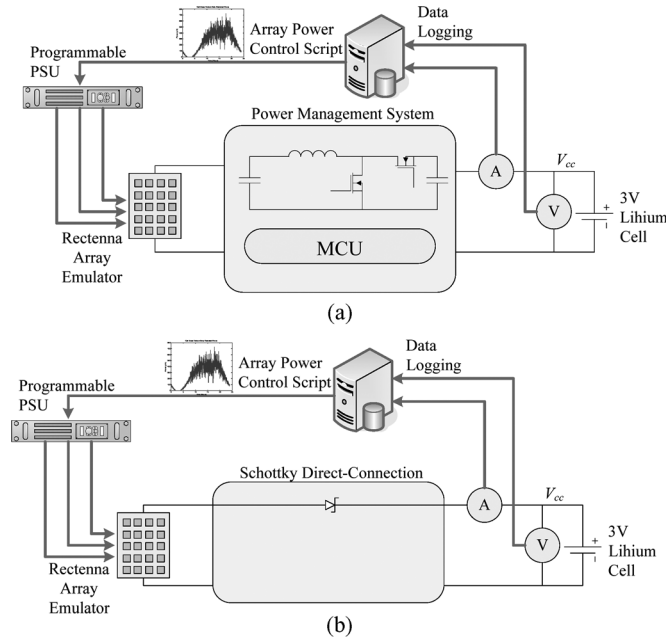 Array Power
Control Script
Data
Logging
Programmable
PSU
Power Management System
A
Vcc
V
+
3V
Lihium
Cell
MCU
Rectenna
Array
Emulator
(a)
Array Power
Control Script
Data
Logging
Programmable
PSU
Schottky Direct-Connection
A
Vcc
V
+
3V
Lihium
Cell
Rectenna
Array
Emulator
(b)